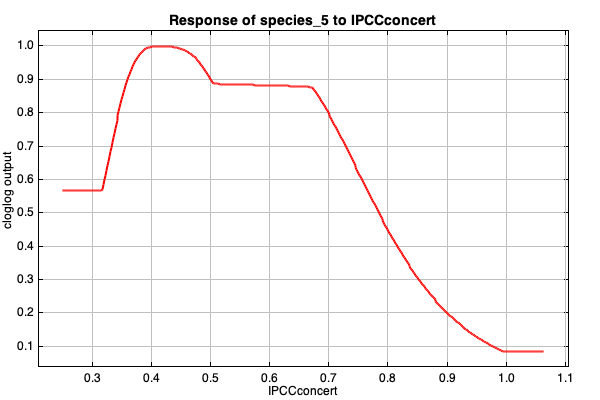 Response of species_5 to IPCCconcert
1.0
0.9
0.8
0.7
0.6
0.5
0.4
0.3
0.2
0.1
cloglog output
0.3 0.4 0.5 0.6 0.7 0.8 0.9 1.0 1.1
IPCCconcert